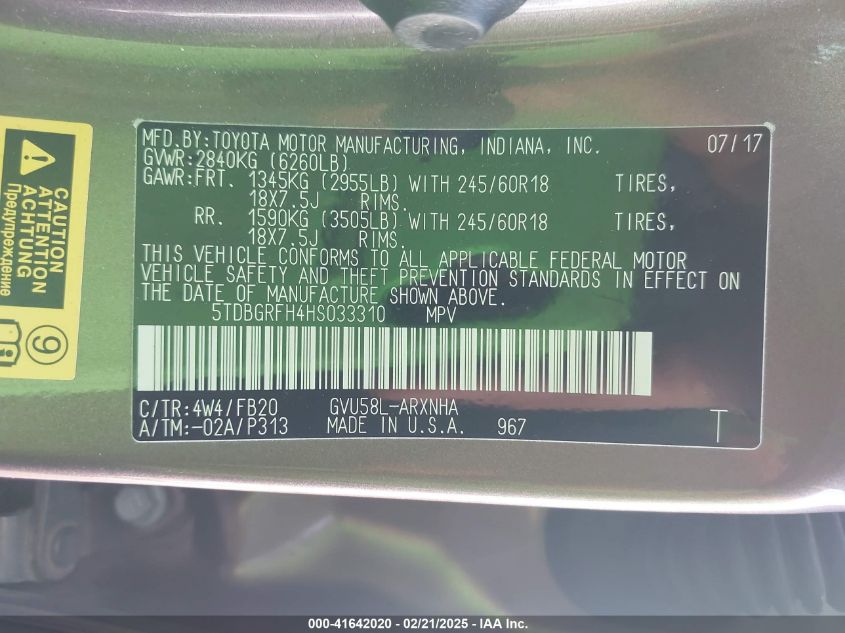 CAUTION
ATTENTION
ACHTUNG
Предупреждение
9
MFD.BY:TOYOTA MOTOR MANUFACTURING, INDIANA, INC. 07/17
GVWR:2840KG (6260LB)
GAWR:FRT. 1345KG (2955LB) WITH 245/60R18 TIRES,
18X7.5J RIMS.
RR. 1590KG (3505LB) WITH 245/60R18 TIRES,
18X7.5J RIMS.
THIS VEHICLE CONFORMS TO ALL APPLICABLE FEDERAL MOTOR
VEHICLE SAFETY AND THEFT PREVENTION STANDARDS IN EFFECT ON
THE DATE OF MANUFACTURE SHOWN ABOVE.
5TDBGRFH4HS033310 MPV
C/TR:4W4/FB20 GVU58L-ARXNHA
A/TM:-02A/P313 MADE IN U.S.A. 967 T
000-41642020 - 02/21/2025 - IAA Inc.